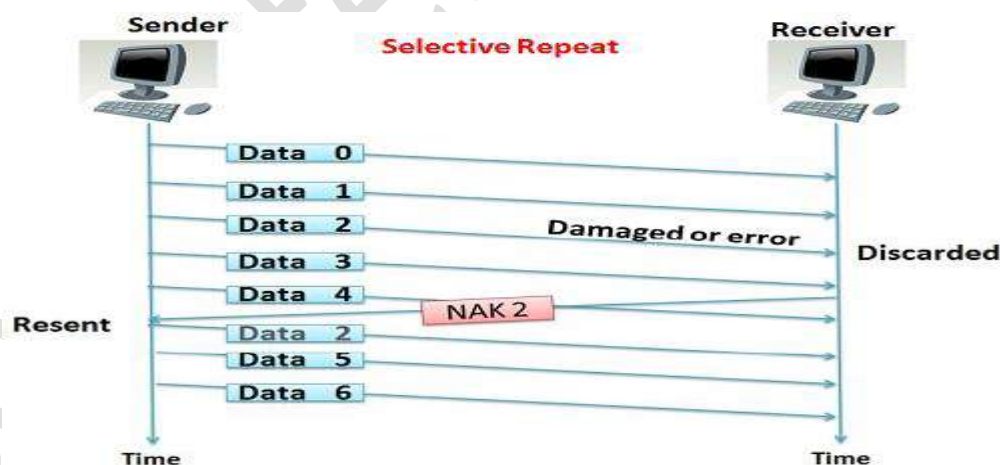 Sender
Selective Repeat
Receiver
Data 0
Data 1
Data 2
Damaged or error
Discarded
Data 3
Data 4
NAK 2
Resent
Data 2
Data 5
Data 6
Time
Time